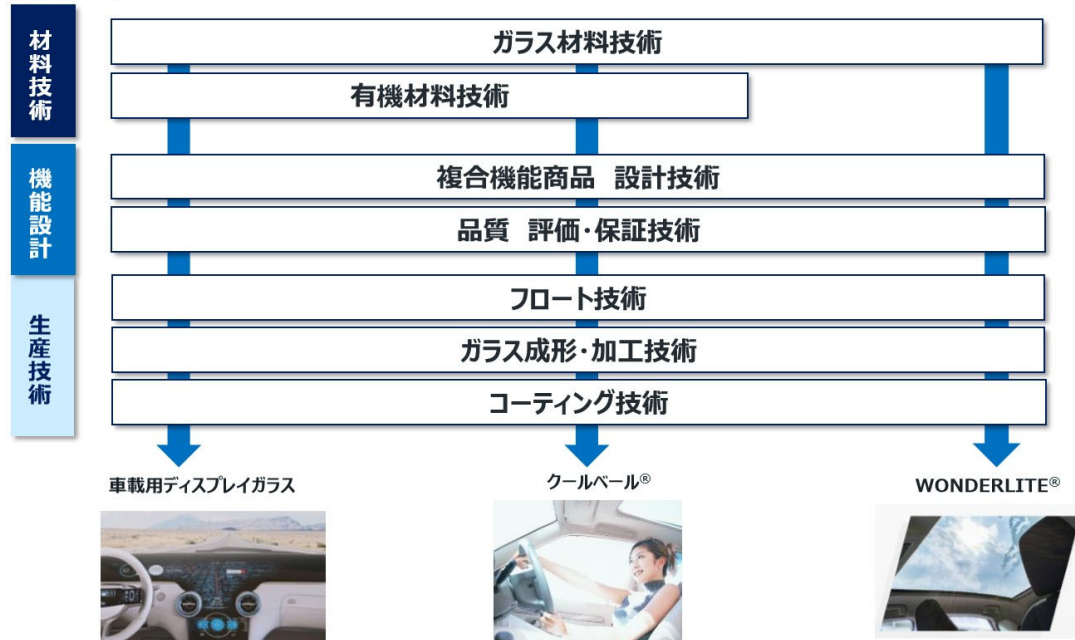 材料技術
ガラス材料技術
有機材料技術
機能設計
複合機能商品 設計技術
品質 評価・保証技術
生産技術
フロート技術
ガラス成形・加工技術
コーティング技術
車載用ディスプレイガラス
クールベール®
WONDERLITE®